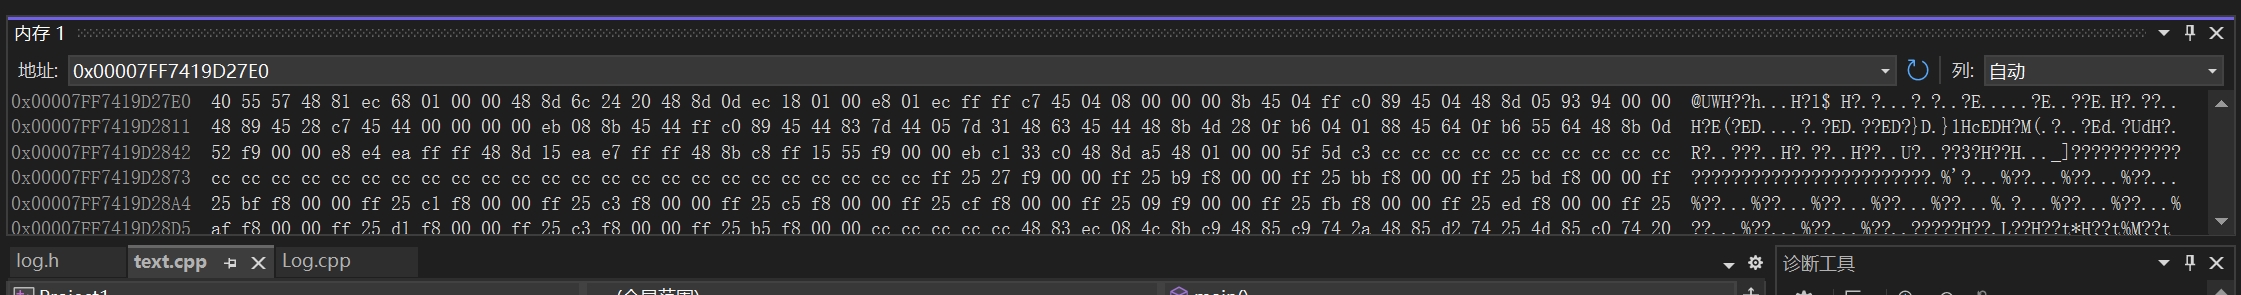 内存 1
地址: 0x00007FF7419D27E0 列: 自动
0x00007FF7419D27E0 40 55 57 48 81 ec 68 01 00 00 48 8d 6c 24 20 48 8d 0d ec 18 01 00 e8 01 ec ff ff c7 45 04 08 00 00 00 8b 45 04 ff c0 89 45 04 48 8d 05 93 94 00 00 @UWH??h...H?l$ H?.?...?.?..?E.....?E..??E.H?.??..
0x00007FF7419D2811 48 89 45 28 c7 45 44 00 00 00 00 eb 08 8b 45 44 ff c0 89 45 44 83 7d 44 05 7d 31 48 63 45 44 48 8b 4d 28 0f b6 04 01 88 45 64 0f b6 55 64 48 8b 0d H?E(?ED....?.?ED.??ED?}D.}1HcEDH?M(.?..?Ed.?UdH?.
0x00007FF7419D2842 52 f9 00 00 e8 e4 ea ff ff 48 8d 15 ea e7 ff ff 48 8b c8 ff 15 55 f9 00 00 eb c1 33 c0 48 8d a5 48 01 00 00 5f 5d c3 cc cc cc cc cc cc cc cc cc cc R?..???..H?.??..H??..U?..??3?H??H..._]???????????
0x00007FF7419D2873 cc cc cc cc cc cc cc cc cc cc cc cc cc cc cc cc cc cc cc cc cc cc cc cc ff 25 27 f9 00 00 ff 25 b9 f8 00 00 ff 25 bb f8 00 00 ff 25 bd f8 00 00 ff ????????????????????????.%'?...%??...%??...%??...
0x00007FF7419D28A4 25 bf f8 00 00 ff 25 c1 f8 00 00 ff 25 c3 f8 00 00 ff 25 c5 f8 00 00 ff 25 cf f8 00 00 ff 25 09 f9 00 00 ff 25 fb f8 00 00 ff 25 ed f8 00 00 ff 25 %??...%??...%??...%??...%??...%.?...%??...%??...%
0x00007FF7419D28D5 af f8 00 00 ff 25 d1 f8 00 00 ff 25 c3 f8 00 00 ff 25 b5 f8 00 00 cc cc cc cc cc 48 83 ec 08 4c 8b c9 48 85 c9 74 2a 48 85 d2 74 25 4d 85 c0 74 20 ??...%??...%??...%??..?????H??.L??H??t*H??t%M??t
log.h text.cpp Log.cpp 诊断工具
Project1 (全局范围) main()